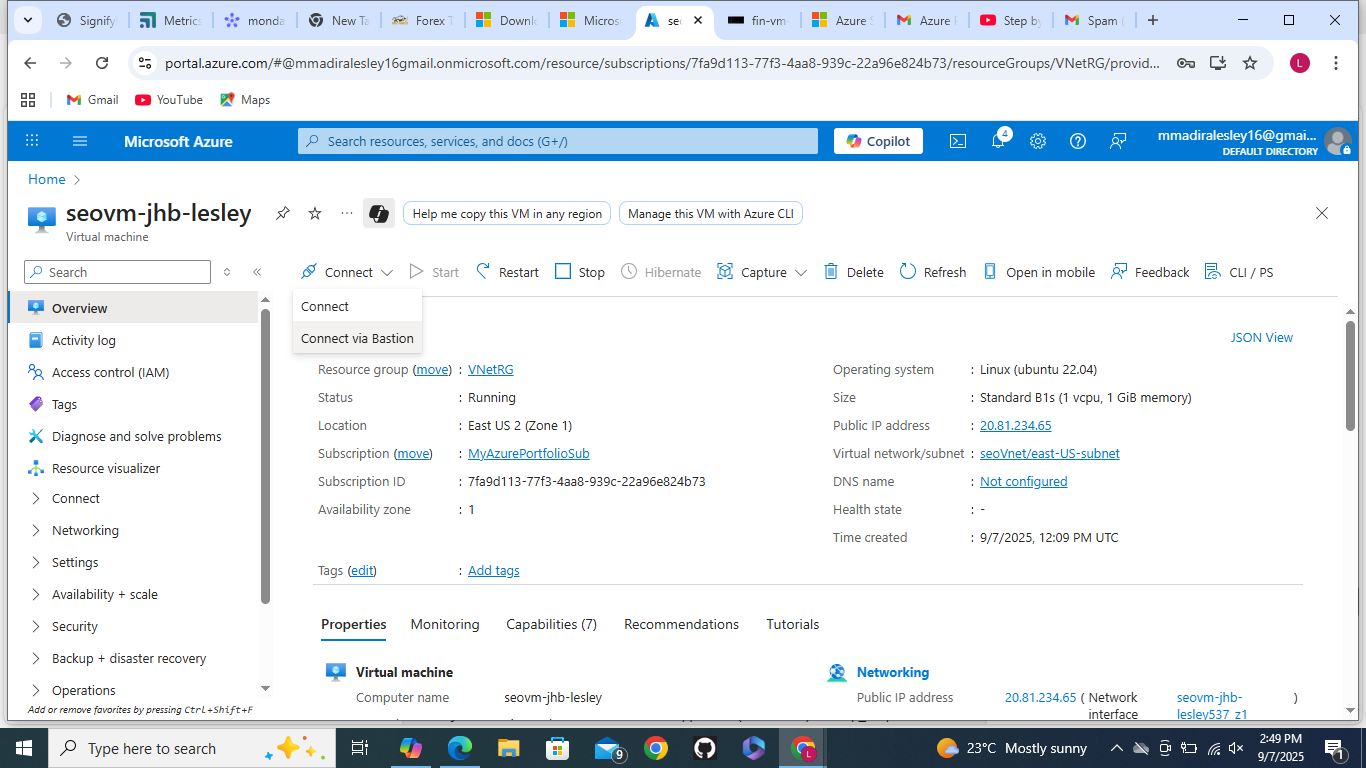 Signify
Metrics
monda
New Ta
Forex T
Downlo
Microso
seo
fin-vm-
Azure S
Azure
Step by
Spam (
portal.azure.com/#@mmadiralesley16gmail.onmicrosoft.com/resource/subscriptions/7fa9d113-77f3-4aa8-939c-22a96e824b73/resourceGroups/VNetRG/provid...
L
Gmail
YouTube
Maps
Microsoft Azure
Search resources, services, and docs (G+/)
Copilot
4
mmadiralesley16@gmai...
DEFAULT DIRECTORY
Home
seovm-jhb-lesley
Virtual machine
Help me copy this VM in any region
Manage this VM with Azure CLI
Search
Connect
Start
Restart
Stop
Hibernate
Capture
Delete
Refresh
Open in mobile
Feedback
CLI / PS
Connect
Connect via Bastion
Overview
Activity log
Access control (IAM)
Tags
Diagnose and solve problems
Resource visualizer
Connect
Networking
Settings
Availability + scale
Security
Backup + disaster recovery
Operations
Add or remove favorites by pressing Ctrl+Shift+F
JSON View
Resource group (move) : VNetRG
Status : Running
Location : East US 2 (Zone 1)
Subscription (move) : MyAzurePortfolioSub
Subscription ID : 7fa9d113-77f3-4aa8-939c-22a96e824b73
Availability zone : 1
Operating system : Linux (ubuntu 22.04)
Size : Standard B1s (1 vcpu, 1 GiB memory)
Public IP address : 20.81.234.65
Virtual network/subnet : seoVnet/east-US-subnet
DNS name : Not configured
Health state : -
Time created : 9/7/2025, 12:09 PM UTC
Tags (edit) : Add tags
Properties
Monitoring
Capabilities (7)
Recommendations
Tutorials
Virtual machine
Computer name seovm-jhb-lesley
Networking
Public IP address 20.81.234.65 ( Network interface seovm-jhb-lesley537_z1 )
Type here to search
9
L
23°C Mostly sunny
2:49 PM
9/7/2025
1